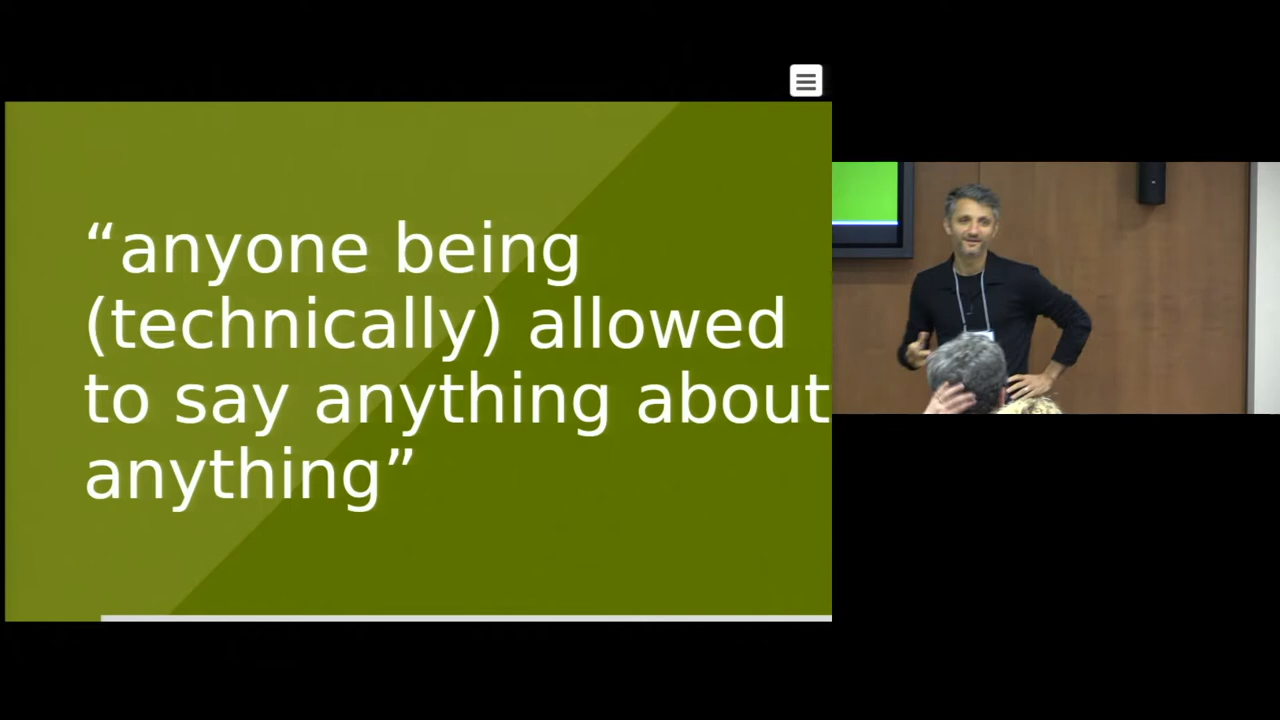 “anyone being
(technically) allowed
to say anything about
anything”